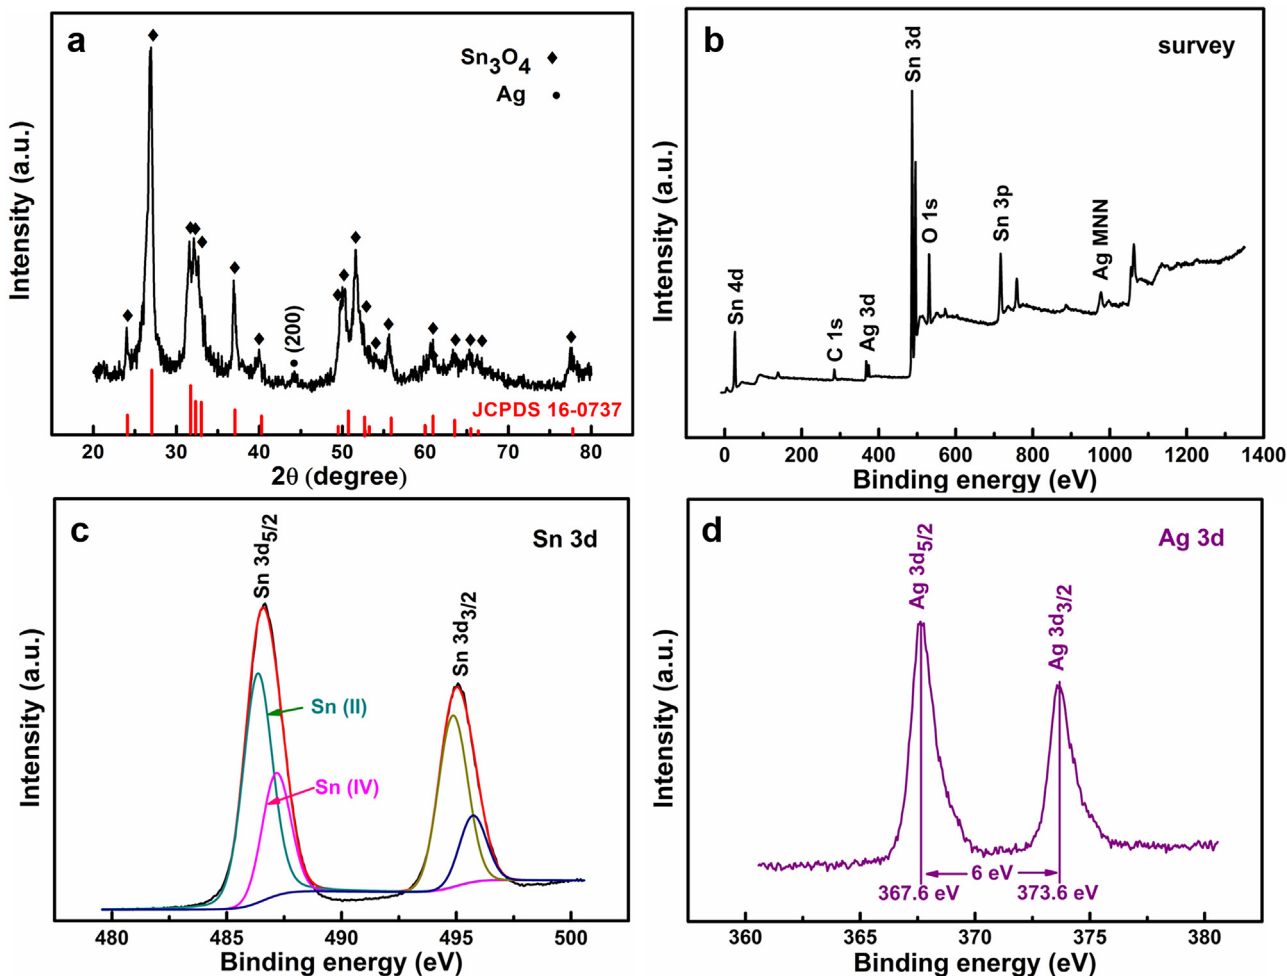 a
Sn3O4 ◆
Ag •
(200)
JCPDS 16-0737
Intensity (a.u.)
20 30 40 50 60 70 80
2θ (degree)
b
survey
Sn 4d
C 1s
Ag 3d
Sn 3d
O 1s
Sn 3p
Ag MNN
Intensity (a.u.)
0 200 400 600 800 1000 1200 1400
Binding energy (eV)
c
Sn 3d
Sn 3d5/2
Sn 3d3/2
Sn (II)
Sn (IV)
Intensity (a.u.)
480 485 490 495 500
Binding energy (eV)
d
Ag 3d
Ag 3d5/2
Ag 3d3/2
6 eV
367.6 eV 373.6 eV
Intensity (a.u.)
360 365 370 375 380
Binding energy (eV)